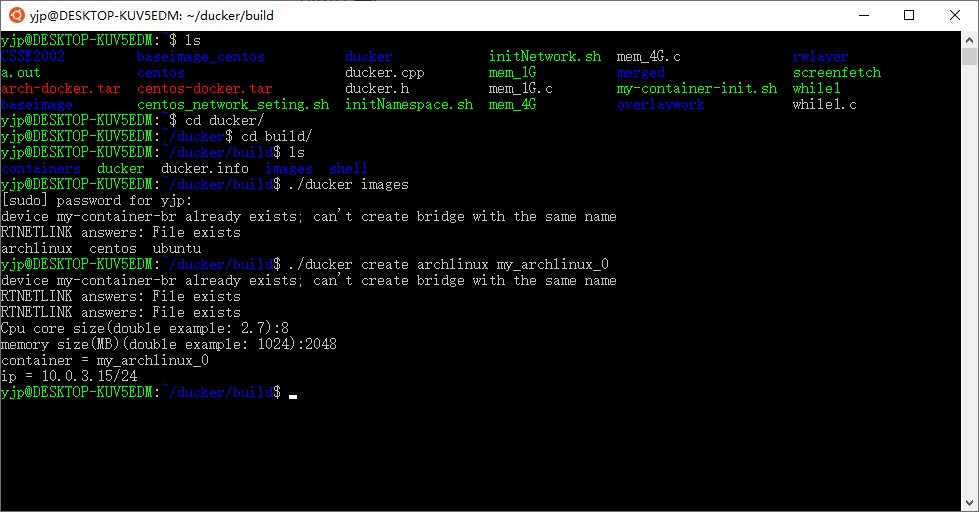 yjp@DESKTOP-KUV5EDM: ~/ducker/build
yjp@DESKTOP-KUV5EDM:~$ ls
CSSE2002 baseimage_centos ducker initNetwork.sh mem_4G.c rwlayer
a.out centos ducker.cpp mem_1G merged screenfetch
arch-docker.tar centos-docker.tar ducker.h mem_1G.c my-container-init.sh while1
baseimage centos_network_seting.sh initNamespace.sh mem_4G overlaywork while1.c
yjp@DESKTOP-KUV5EDM:~$ cd ducker/
yjp@DESKTOP-KUV5EDM:~/ducker$ cd build/
yjp@DESKTOP-KUV5EDM:~/ducker/build$ ls
containers ducker ducker.info images shell
yjp@DESKTOP-KUV5EDM:~/ducker/build$ ./ducker images
[sudo] password for yjp:
device my-container-br already exists; can't create bridge with the same name
RTNETLINK answers: File exists
archlinux centos ubuntu
yjp@DESKTOP-KUV5EDM:~/ducker/build$ ./ducker create archlinux my_archlinux_0
device my-container-br already exists; can't create bridge with the same name
RTNETLINK answers: File exists
RTNETLINK answers: File exists
Cpu core size(double example: 2.7):8
memory size(MB)(double example: 1024):2048
container = my_archlinux_0
ip = 10.0.3.15/24
yjp@DESKTOP-KUV5EDM:~/ducker/build$